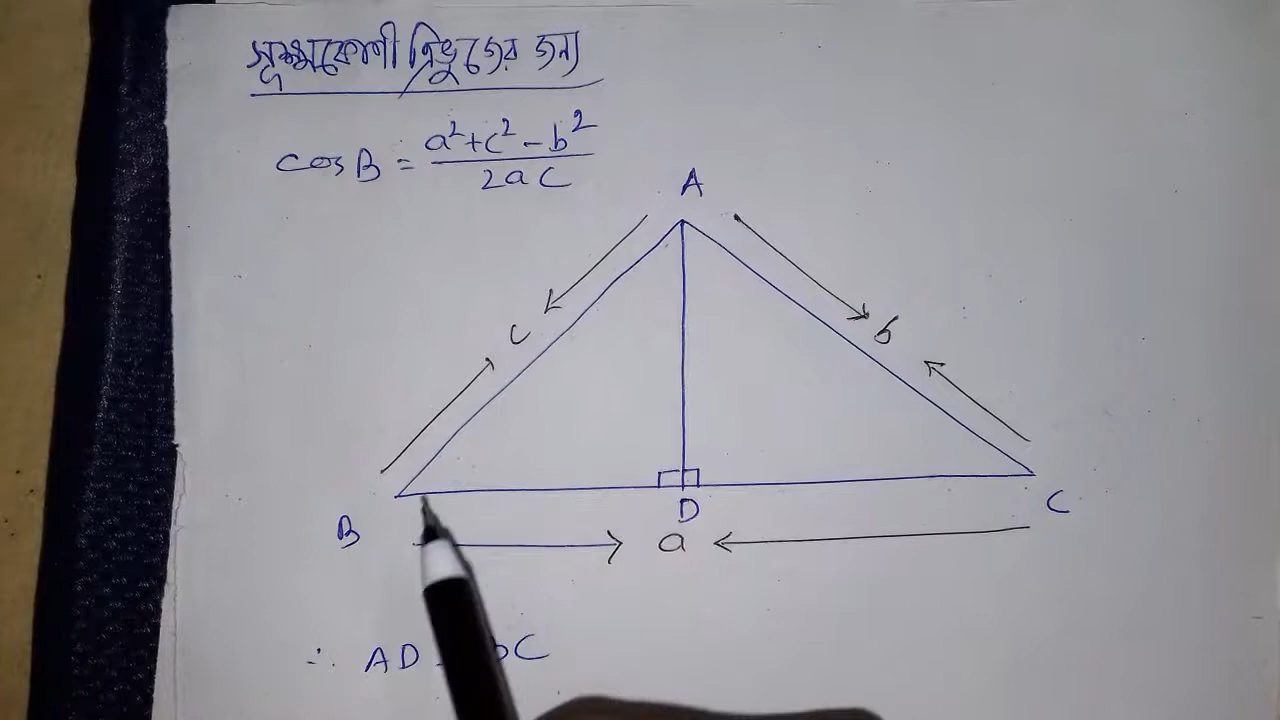 সূক্ষ্মকোণী ত্রিভুজের জন্য
cos B = a²+c²-b² / 2ac
A
c
b
B
D
C
a
∴ AD